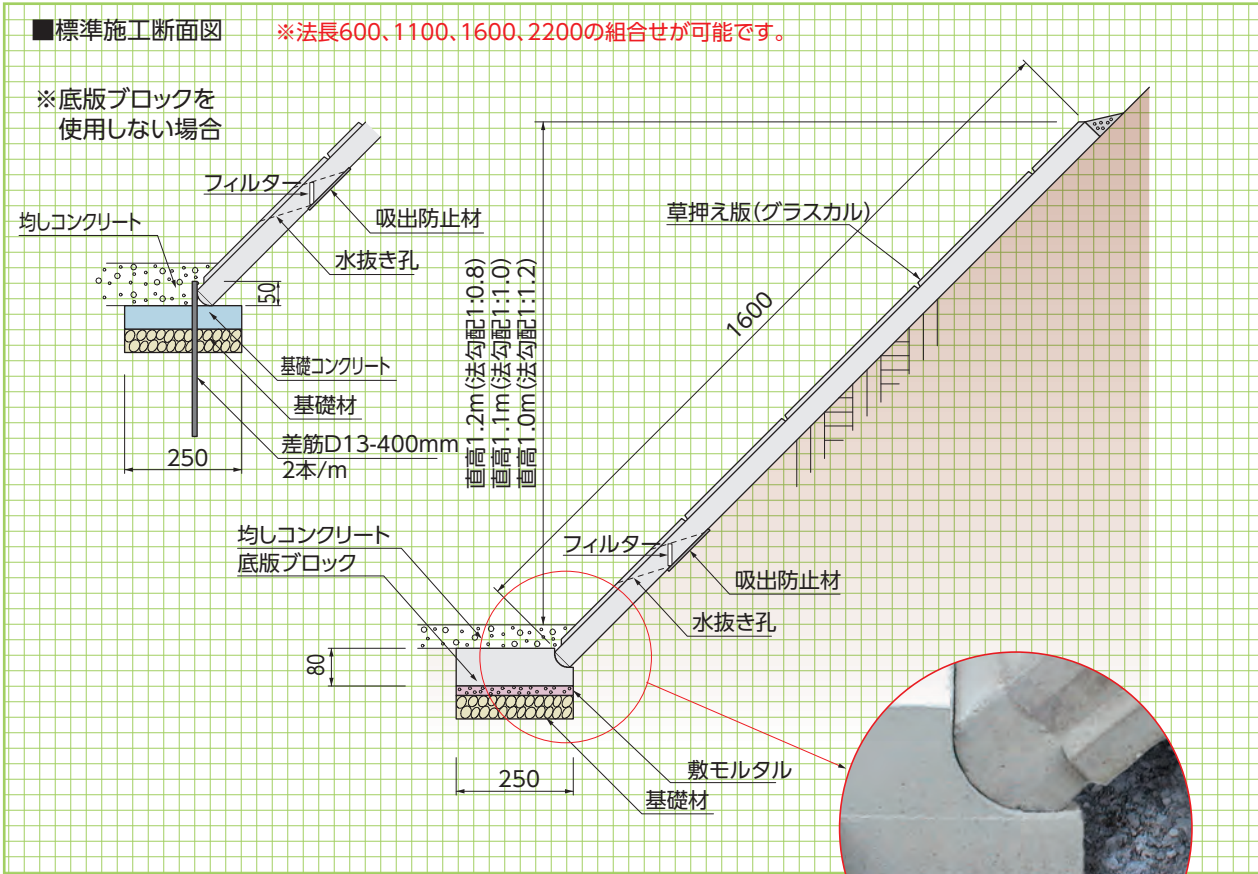 ■標準施工断面図
※法長600、1100、1600、2200の組合せが可能です。
※底版ブロックを
使用しない場合
フィルター
吸出防止材
均しコンクリート
水抜き孔
50
基礎コンクリート
基礎材
差筋D13-400mm
2本/m
250
直高1.2m(法勾配1:0.8)
直高1.1m(法勾配1:1.0)
直高1.0m(法勾配1:1.2)
1600
草押え版(グラスカル)
均しコンクリート
底版ブロック
フィルター
吸出防止材
水抜き孔
80
敷モルタル
250
基礎材